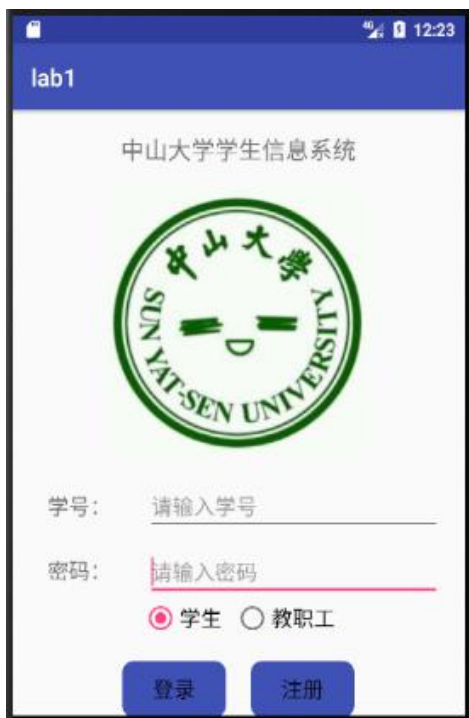 4G 12:23
lab1
中山大学学生信息系统
中山大學
SUN YAT-SEN UNIVERSITY
学号：
请输入学号
密码：
请输入密码
学生 教职工
登录 注册